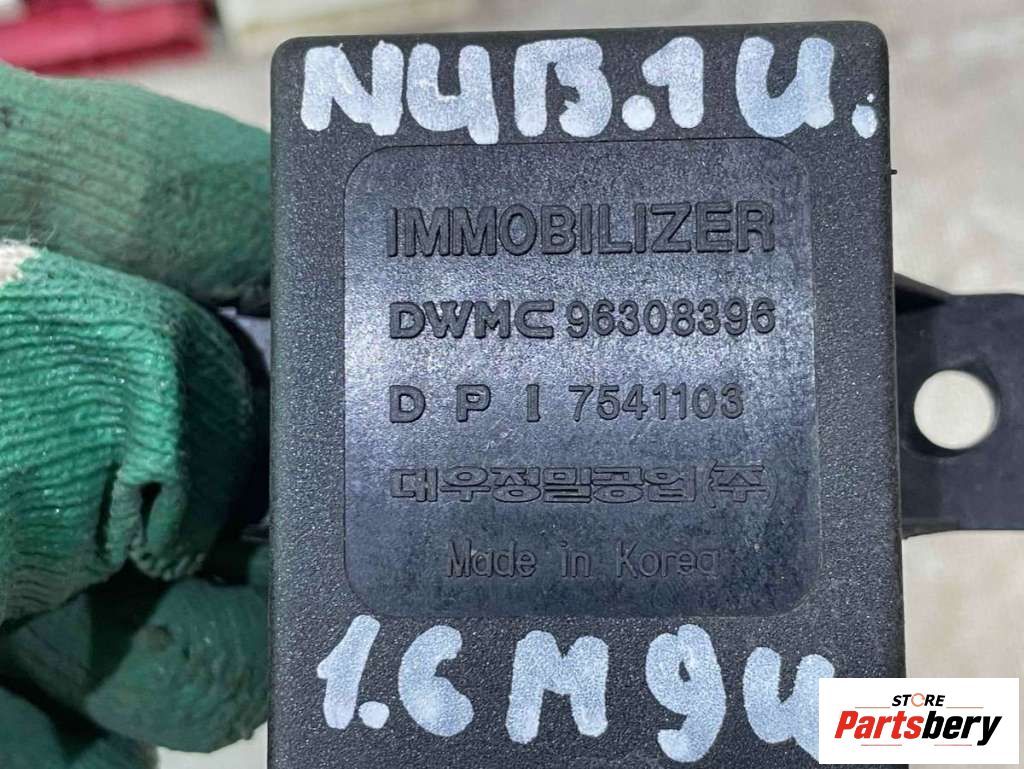 NUB.1U.
IMMOBILIZER
DWMC 96308396
D P I 7541103
대우정밀공업(주)
Made in Korea
1.6 M 9U
STORE
Partsbery